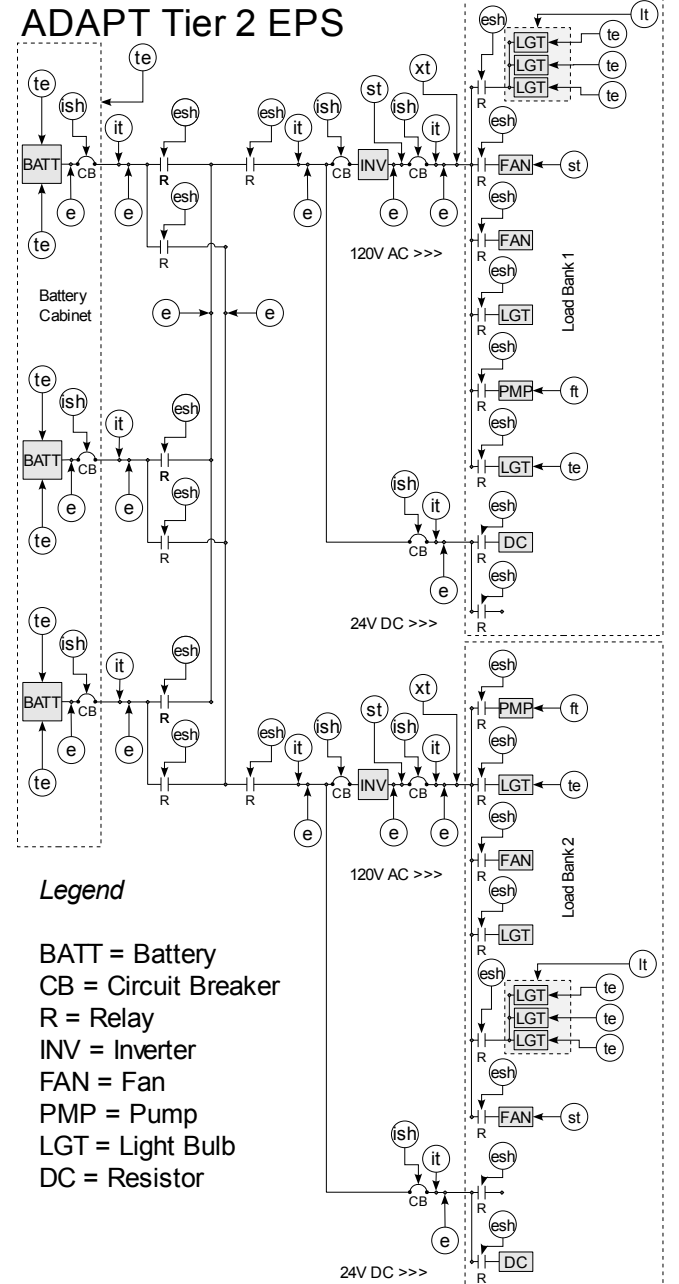 ADAPT Tier 2 EPS
lt
esh
LGT
te
LGT
te
LGT
te
R
te
te
ish
it
esh
esh
it
ish
st
ish
xt
it
esh
BATT
CB
R
R
CB
INV
CB
R
FAN
st
te
e
e
esh
R
e
e
e
120V AC >>>
esh
R
FAN
Battery
Cabinet
e
e
esh
R
LGT
Load Bank 1
te
ish
it
esh
esh
R
PMP
ft
BATT
CB
R
esh
R
LGT
te
te
e
e
esh
R
ish
it
CB
e
esh
R
DC
esh
R
24V DC >>>
te
ish
it
esh
BATT
CB
R
te
e
e
esh
R
esh
R
it
e
ish
CB
INV
st
e
ish
CB
it
e
xt
esh
R
PMP
ft
esh
R
LGT
te
120V AC >>>
esh
R
FAN
esh
R
LGT
Load Bank 2
lt
esh
LGT
te
LGT
te
LGT
te
R
esh
R
FAN
st
ish
it
CB
e
esh
R
esh
R
DC
24V DC >>>
Legend
BATT = Battery
CB = Circuit Breaker
R = Relay
INV = Inverter
FAN = Fan
PMP = Pump
LGT = Light Bulb
DC = Resistor